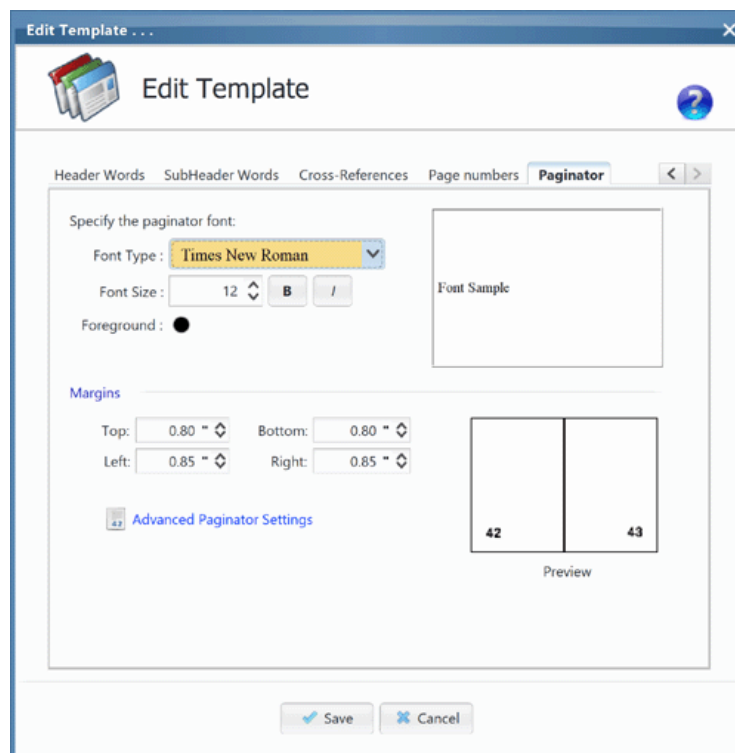 Edit Template . . .
Edit Template
?
Header Words SubHeader Words Cross-References Page numbers Paginator < >
Specify the paginator font:
Font Type : Times New Roman
Font Size : 12 B I
Foreground :
Font Sample
Margins
Top: 0.80 " Bottom: 0.80 "
Left: 0.85 " Right: 0.85 "
42 Advanced Paginator Settings
42 43
Preview
Save Cancel